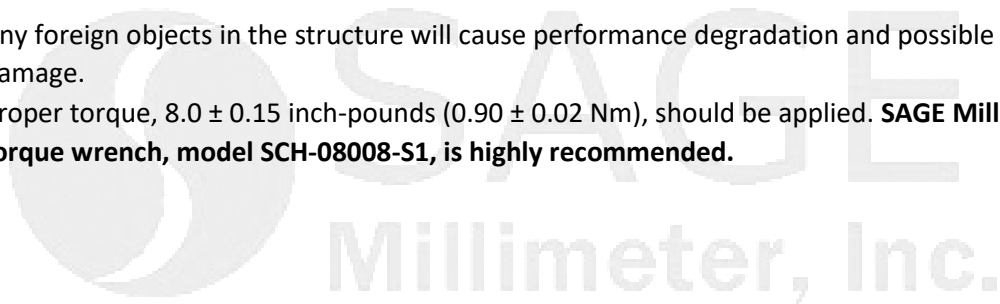 ny foreign objects in the structure will cause performance degradation and possible
amage.
roper torque, 8.0 ± 0.15 inch-pounds (0.90 ± 0.02 Nm), should be applied. SAGE Mill
orque wrench, model SCH-08008-S1, is highly recommended.
SAGE
Millimeter, Inc.